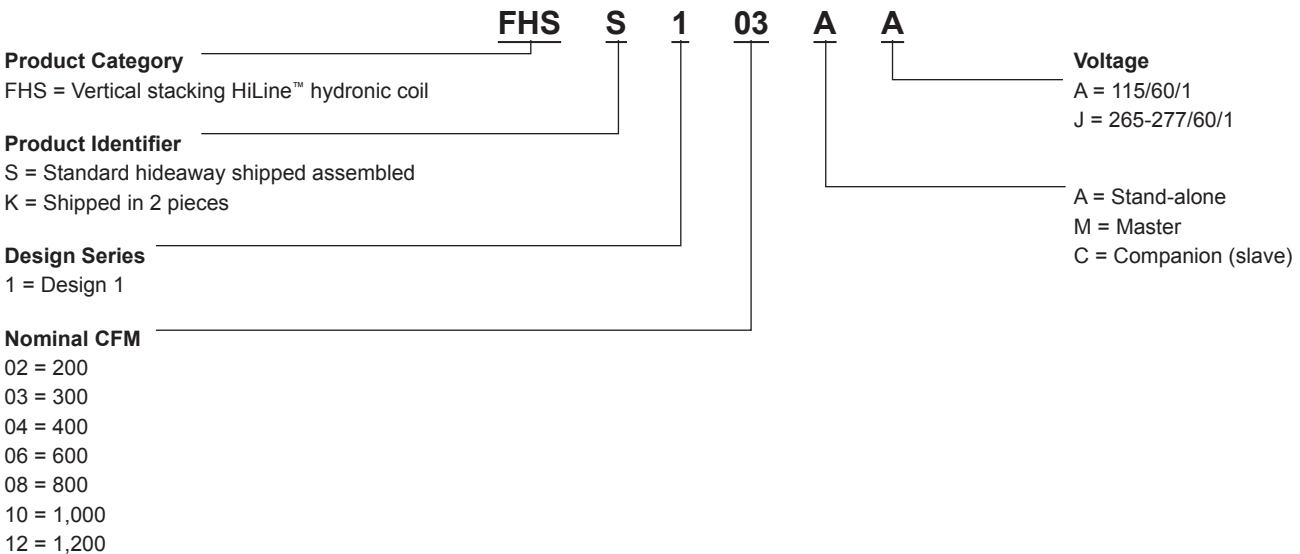 FHS S 1 03 A A
Product Category
FHS = Vertical stacking HiLine™ hydronic coil
Product Identifier
S = Standard hideaway shipped assembled
K = Shipped in 2 pieces
Design Series
1 = Design 1
Nominal CFM
02 = 200
03 = 300
04 = 400
06 = 600
08 = 800
10 = 1,000
12 = 1,200
Voltage
A = 115/60/1
J = 265-277/60/1
A = Stand-alone
M = Master
C = Companion (slave)